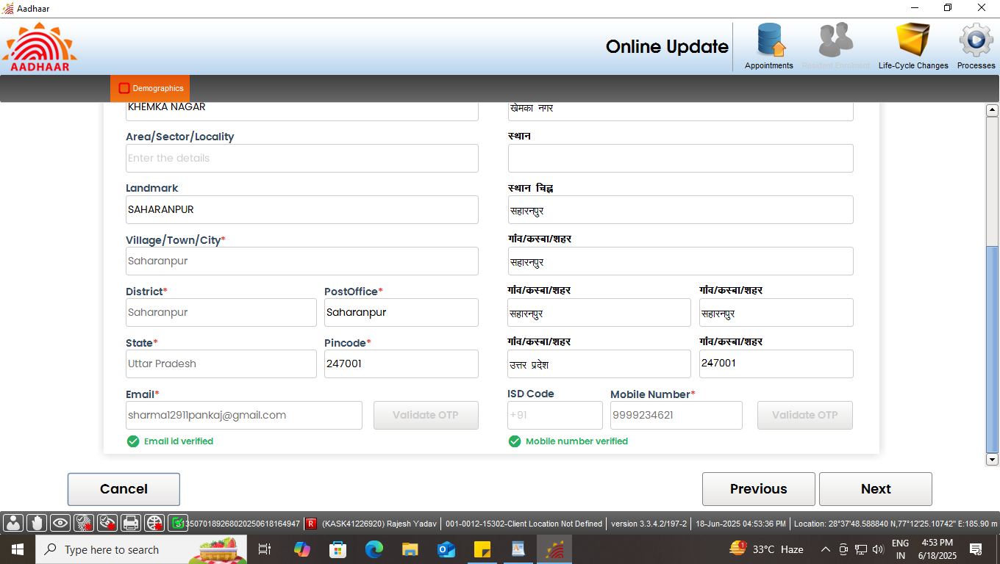 Aadhaar
AADHAAR
Online Update
Appointments
Resident Enrolment
Life-Cycle Changes
Processes
Demographics
KHEMKA NAGAR
खेमका नगर
Area/Sector/Locality
स्थान
Enter the details
Landmark
स्थान चिह्न
SAHARANPUR
सहारनपुर
Village/Town/City*
गांव/कस्बा/शहर
Saharanpur
सहारनपुर
District*
PostOffice*
गांव/कस्बा/शहर
गांव/कस्बा/शहर
Saharanpur
Saharanpur
सहारनपुर
सहारनपुर
State*
Pincode*
गांव/कस्बा/शहर
गांव/कस्बा/शहर
Uttar Pradesh
247001
उत्तर प्रदेश
247001
Email*
ISD Code
Mobile Number*
sharma12911pankaj@gmail.com
Validate OTP
+91
9999234621
Validate OTP
Email id verified
Mobile number verified
Cancel
Previous
Next
R
(KASK41226920) Rajesh Yadav
001-0012-15302-Client Location Not Defined
version 3.3.4.2/197-2
18-Jun-2025 04:53:36 PM
Location: 28°37'48.588840 N,77°12'25.10742" E:185.90 m
Type here to search
1
33°C Haze
ENG
IN
4:53 PM
6/18/2025